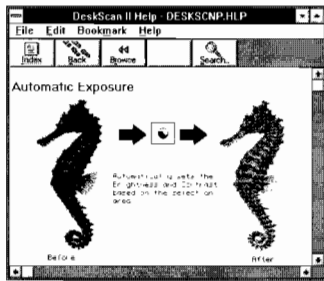 DeskScan II Help - DESKSCNP.HLP
File Edit Bookmark Help
Index Back Browse Search..
Automatic Exposure
Automatically sets the
Brightness and Contrast
based on the selection
area
Before After